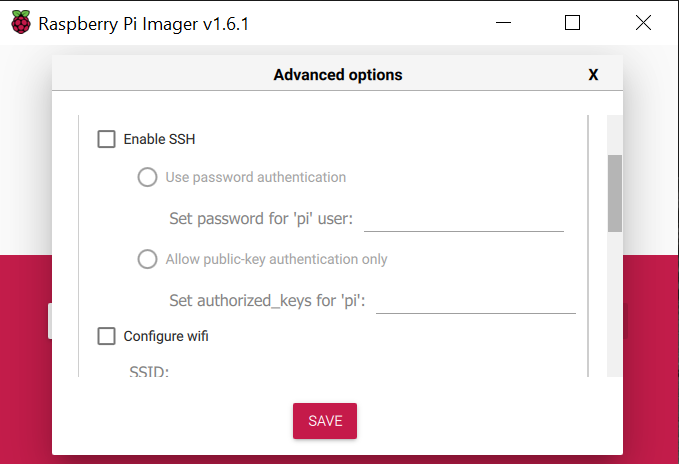 Raspberry Pi Imager v1.6.1
Advanced options X
Enable SSH
Use password authentication
Set password for 'pi' user:
Allow public-key authentication only
Set authorized_keys for 'pi':
Configure wifi
SSID:
SAVE